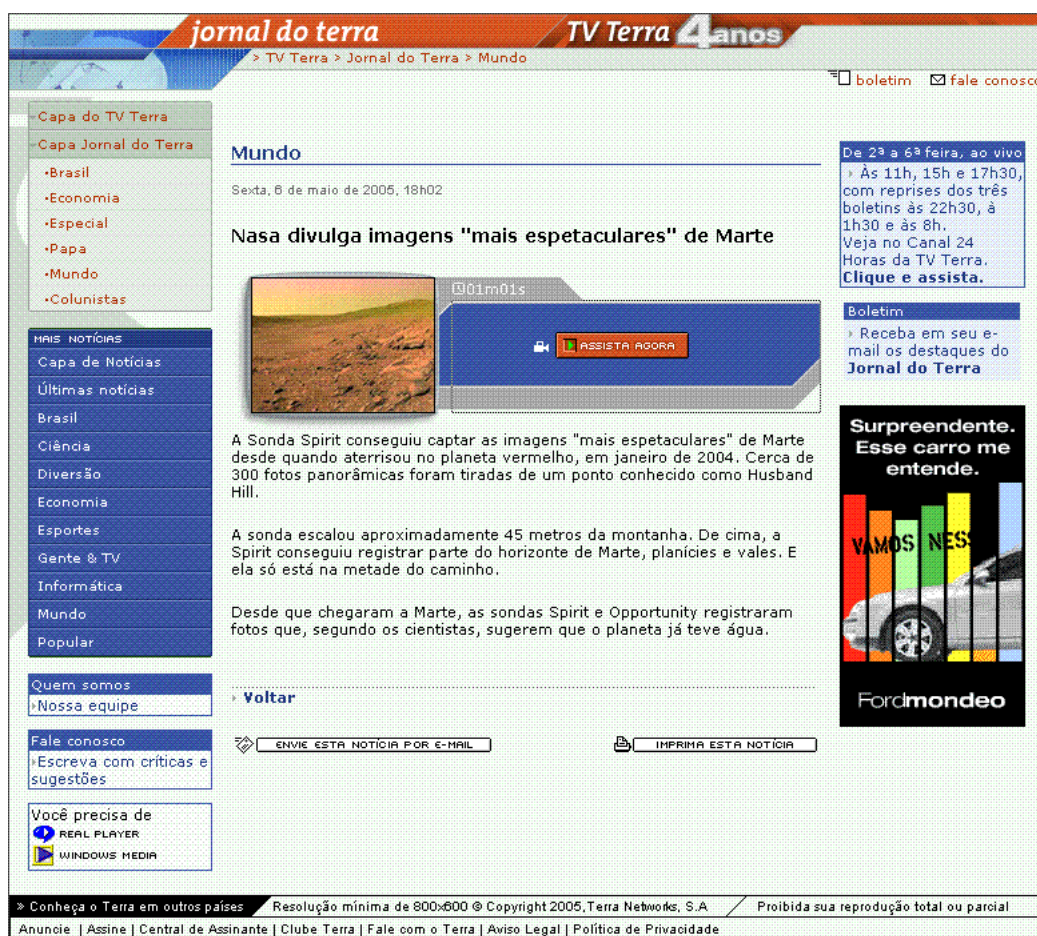 jornal do terra
TV Terra 4 anos
> TV Terra > Jornal do Terra > Mundo
boletim
fale conosco
Capa do TV Terra
Capa Jornal do Terra
•Brasil
•Economia
•Especial
•Papa
•Mundo
•Colunistas
MAIS NOTÍCIAS
Capa de Notícias
Últimas notícias
Brasil
Ciência
Diversão
Economia
Esportes
Gente & TV
Informática
Mundo
Popular
Quem somos
Nossa equipe
Fale conosco
Escreva com críticas e
sugestões
Você precisa de
REAL PLAYER
WINDOWS MEDIA
Mundo
Sexta, 6 de maio de 2005, 18h02
Nasa divulga imagens "mais espetaculares" de Marte
01m01s
ASSISTA AGORA
A Sonda Spirit conseguiu captar as imagens "mais espetaculares" de Marte
desde quando aterrisou no planeta vermelho, em janeiro de 2004. Cerca de
300 fotos panorâmicas foram tiradas de um ponto conhecido como Husband
Hill.
A sonda escalou aproximadamente 45 metros da montanha. De cima, a
Spirit conseguiu registrar parte do horizonte de Marte, planícies e vales. E
ela só está na metade do caminho.
Desde que chegaram a Marte, as sondas Spirit e Opportunity registraram
fotos que, segundo os cientistas, sugerem que o planeta já teve água.
Voltar
ENVIE ESTA NOTÍCIA POR E-MAIL
IMPRIMA ESTA NOTÍCIA
De 2ª a 6ª feira, ao vivo
Às 11h, 15h e 17h30,
com reprises dos três
boletins às 22h30, à
1h30 e às 8h.
Veja no Canal 24
Horas da TV Terra.
Clique e assista.
Boletim
Receba em seu e-
mail os destaques do
Jornal do Terra
Surpreendente.
Esse carro me
entende.
VAMOS NESS
Fordmondeo
» Conheça o Terra em outros países
Resolução mínima de 800x600 © Copyright 2005,Terra Networks, S.A
Proibida sua reprodução total ou parcial
Anuncie | Assine | Central de Assinante | Clube Terra | Fale com o Terra | Aviso Legal | Política de Privacidade